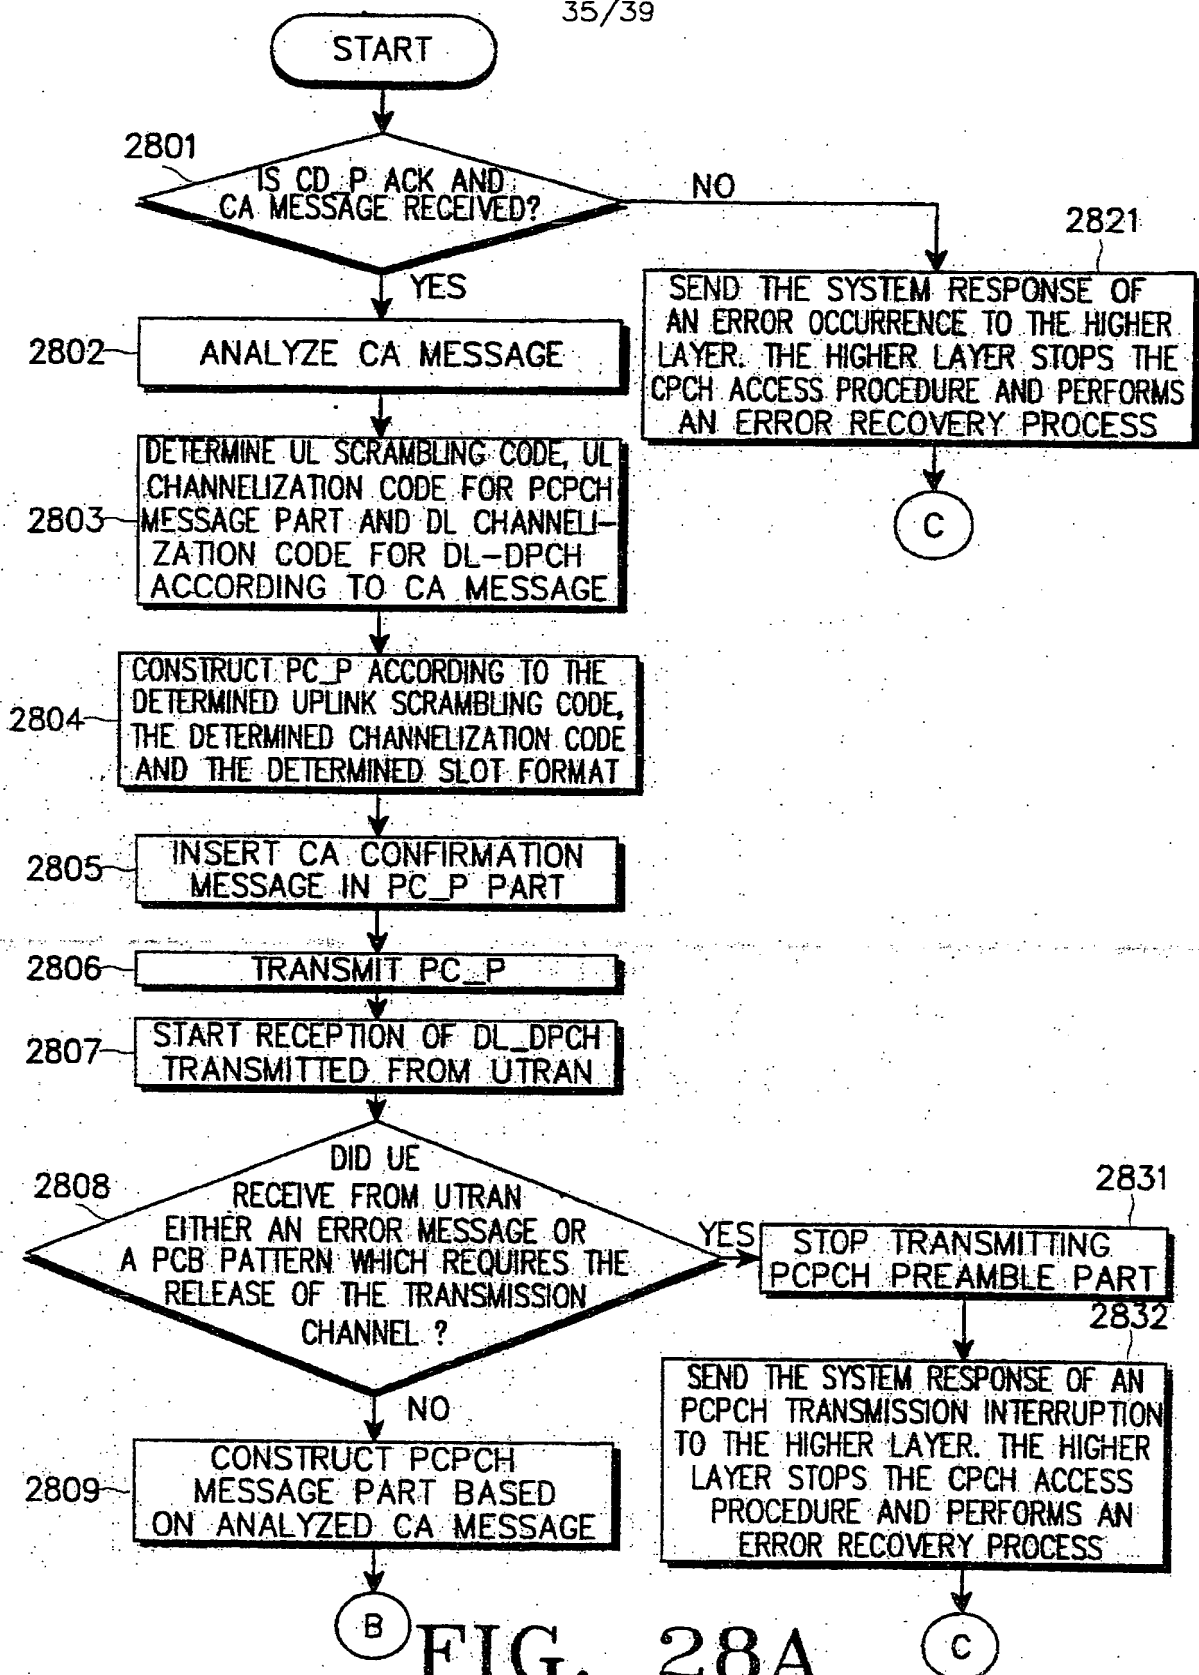 35/39
START
2801
IS CD_P ACK AND
CA MESSAGE RECEIVED?
NO
YES
2821
SEND THE SYSTEM RESPONSE OF
AN ERROR OCCURRENCE TO THE HIGHER
LAYER. THE HIGHER LAYER STOPS THE
CPCH ACCESS PROCEDURE AND PERFORMS
AN ERROR RECOVERY PROCESS
C
2802
ANALYZE CA MESSAGE
2803
DETERMINE UL SCRAMBLING CODE, UL
CHANNELIZATION CODE FOR PCPCH
MESSAGE PART AND DL CHANNELI-
ZATION CODE FOR DL-DPCH
ACCORDING TO CA MESSAGE
2804
CONSTRUCT PC_P ACCORDING TO THE
DETERMINED UPLINK SCRAMBLING CODE,
THE DETERMINED CHANNELIZATION CODE
AND THE DETERMINED SLOT FORMAT
2805
INSERT CA CONFIRMATION
MESSAGE IN PC_P PART
2806
TRANSMIT PC_P
2807
START RECEPTION OF DL_DPCH
TRANSMITTED FROM UTRAN
2808
DID UE
RECEIVE FROM UTRAN
EITHER AN ERROR MESSAGE OR
A PCB PATTERN WHICH REQUIRES THE
RELEASE OF THE TRANSMISSION
CHANNEL ?
YES
NO
2831
STOP TRANSMITTING
PCPCH PREAMBLE PART
2832
SEND THE SYSTEM RESPONSE OF AN
PCPCH TRANSMISSION INTERRUPTION
TO THE HIGHER LAYER. THE HIGHER
LAYER STOPS THE CPCH ACCESS
PROCEDURE AND PERFORMS AN
ERROR RECOVERY PROCESS
C
2809
CONSTRUCT PCPCH
MESSAGE PART BASED
ON ANALYZED CA MESSAGE
B
FIG. 28A